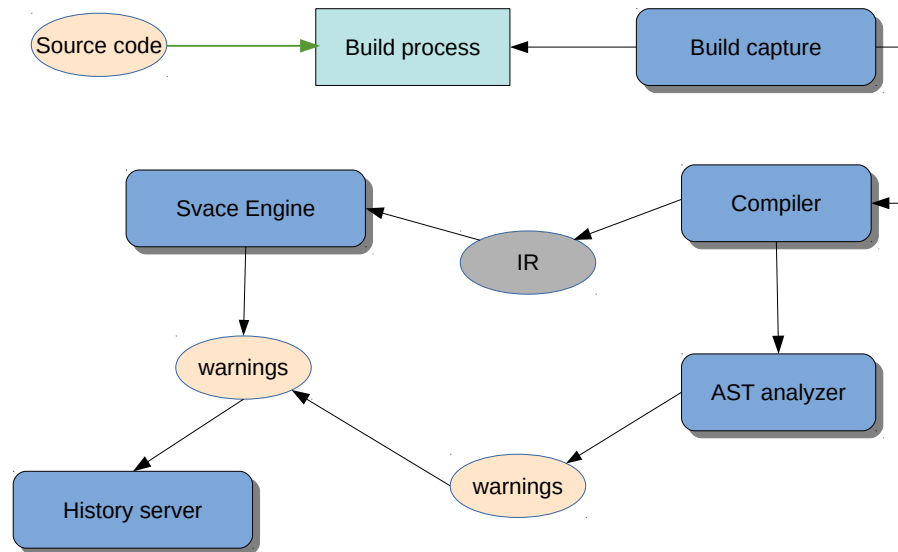 Source code
Build process
Build capture
Svace Engine
Compiler
IR
warnings
AST analyzer
warnings
History server